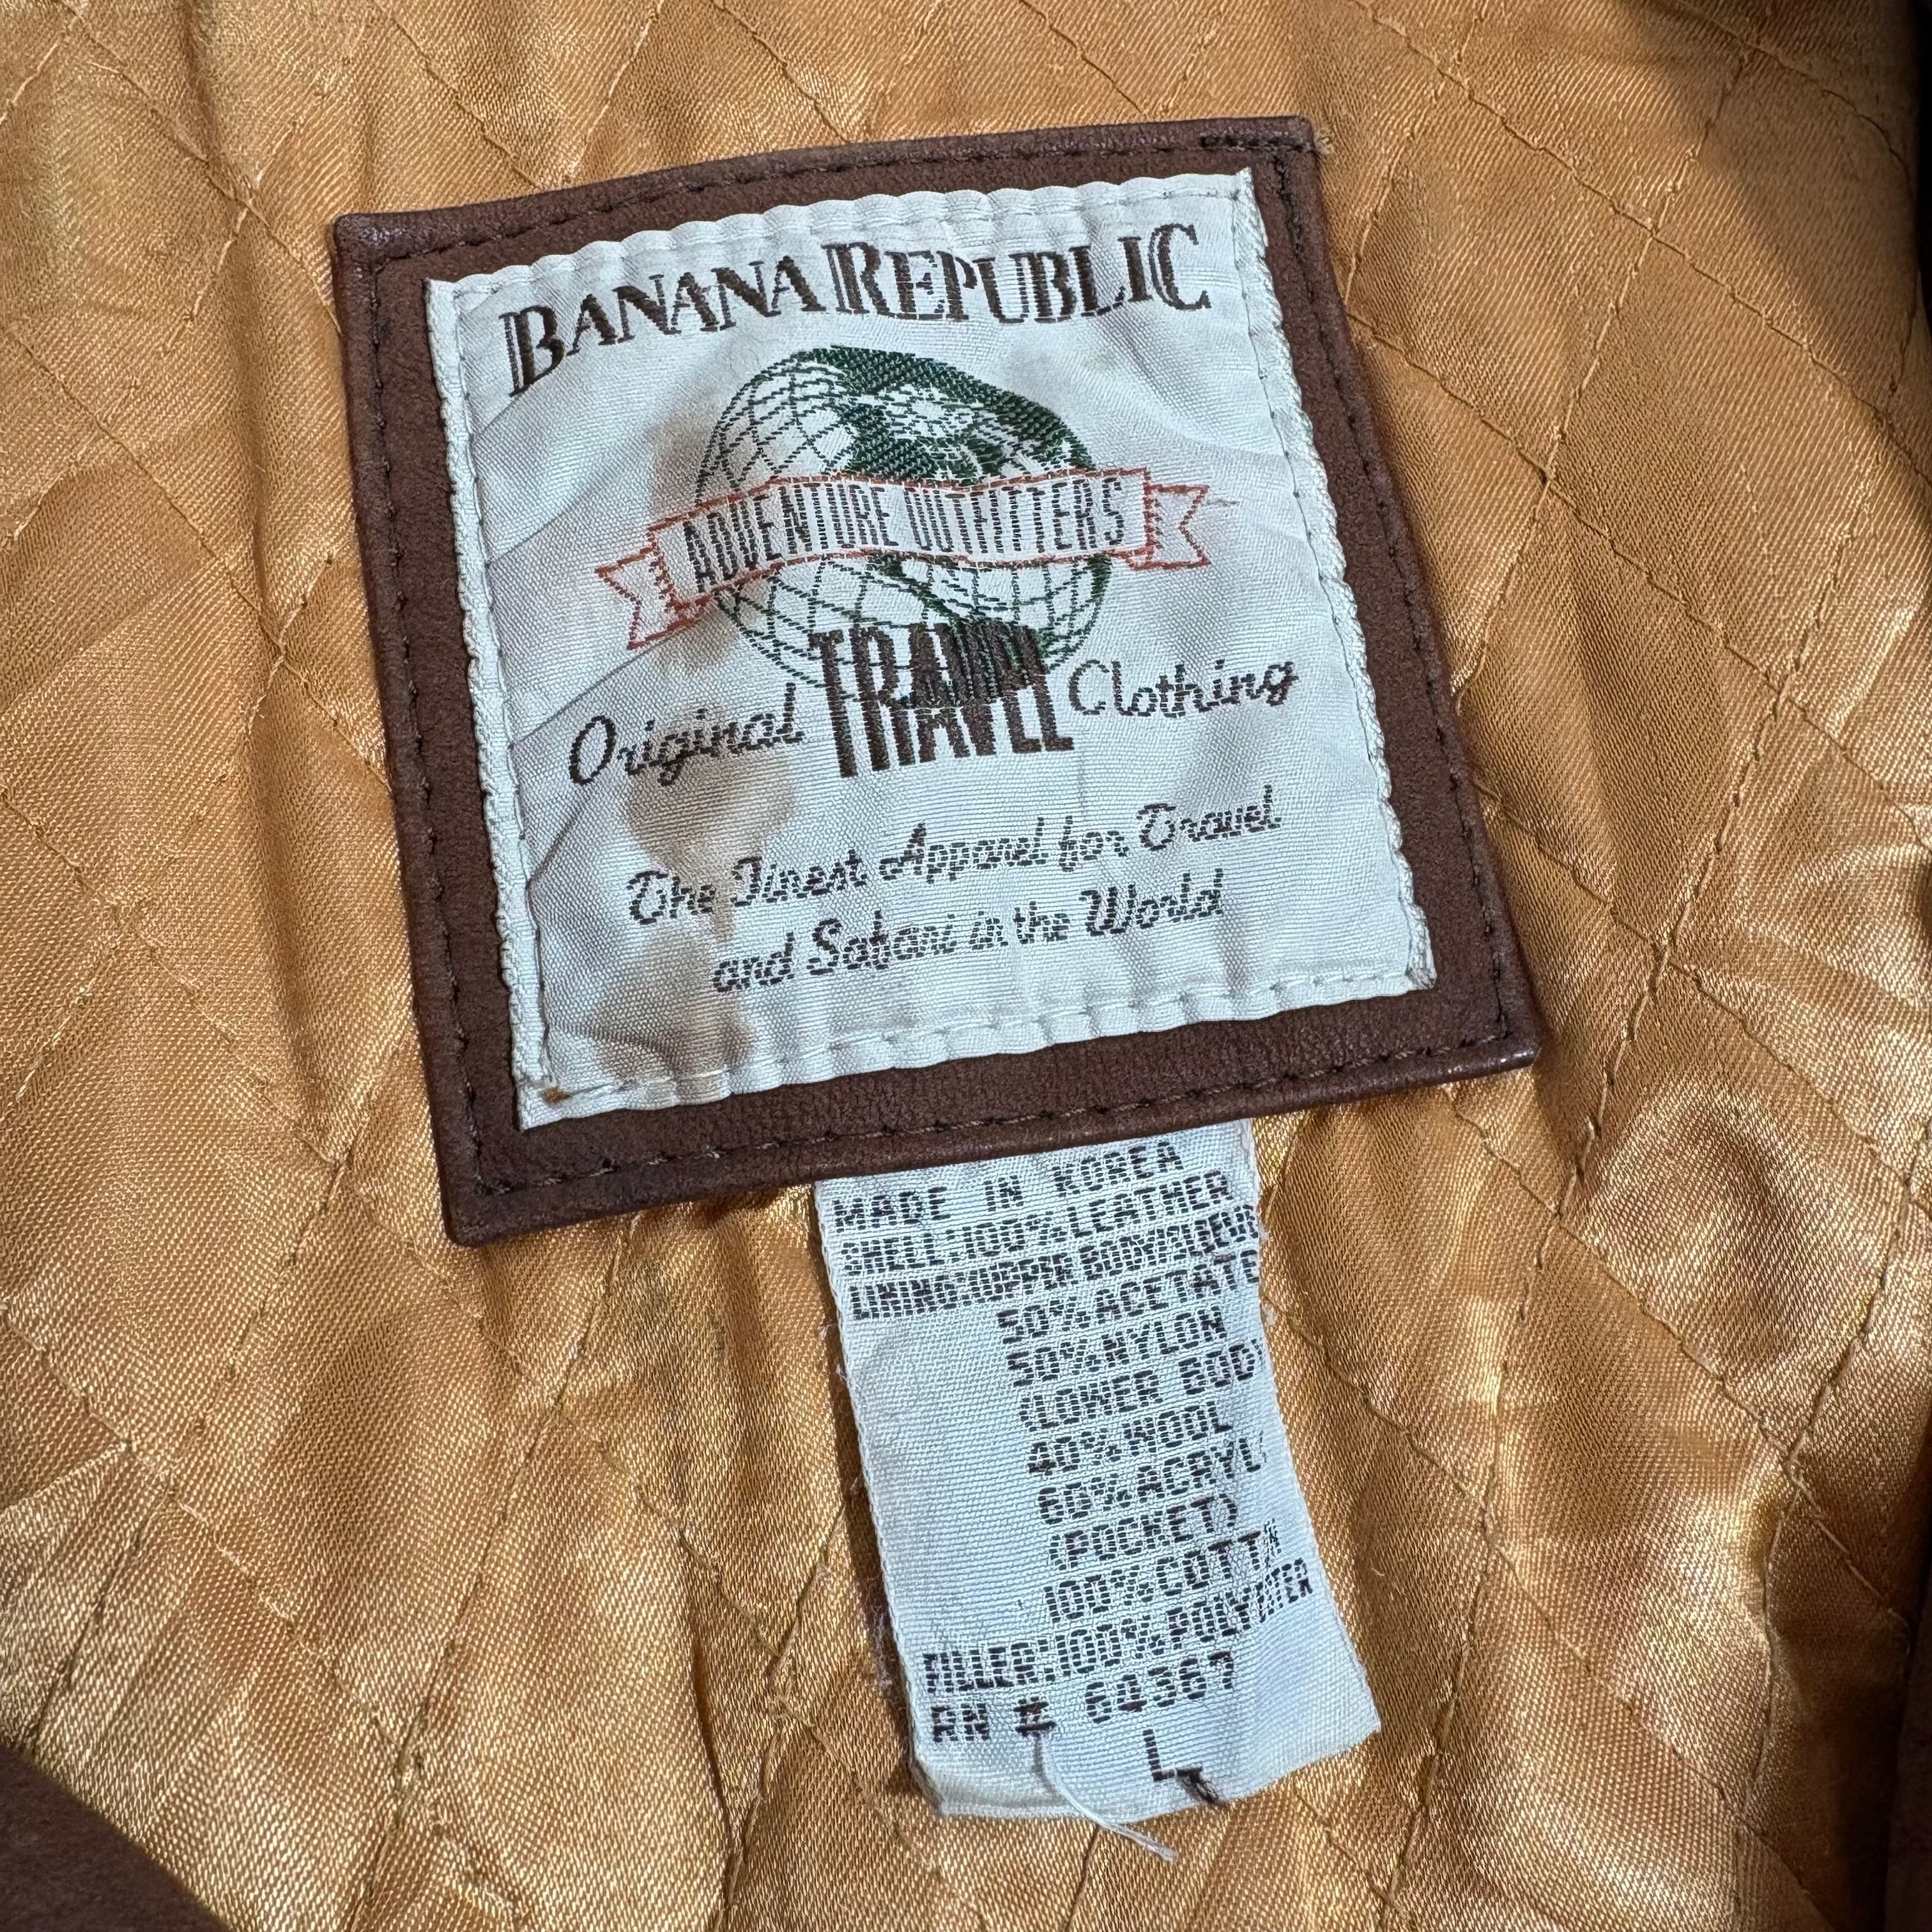 BANANA REPUBLIC
ADVENTURE OUTFITTERS
Original TRAVEL Clothing
The Finest Apparel for Travel
and Safari in the World
MADE IN KOREA
SHELL:100%LEATHER
LINING:(UPPER BODY/SLEEVE
50%ACETATE
50%NYLON
(LOWER BODY
40%WOOL
60%ACRYLI
(POCKET)
100%COTTON
FILLER:100%POLYESTER
RN # 64367
L